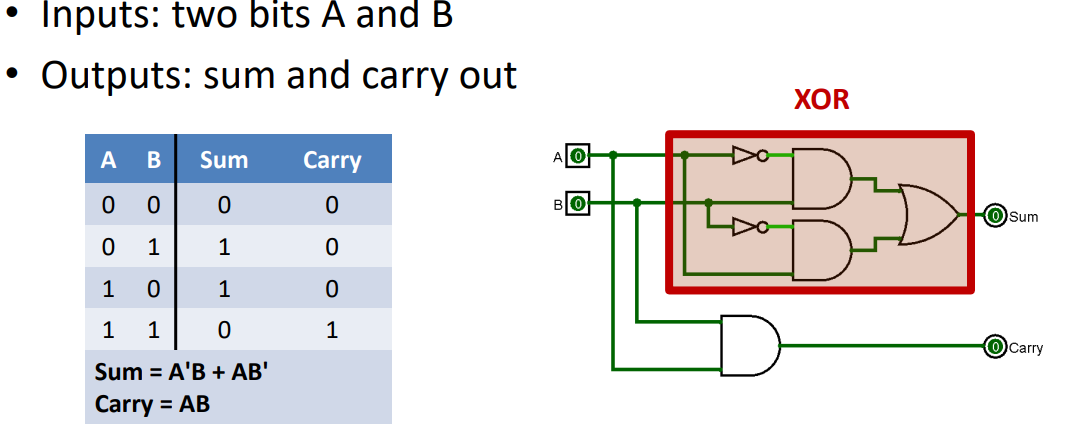 • Inputs: two bits A and B
• Outputs: sum and carry out
A B Sum Carry
0 0 0 0
0 1 1 0
1 0 1 0
1 1 0 1
Sum = A'B + AB'
Carry = AB
XOR
A 0
B 0
0 Sum
0 Carry